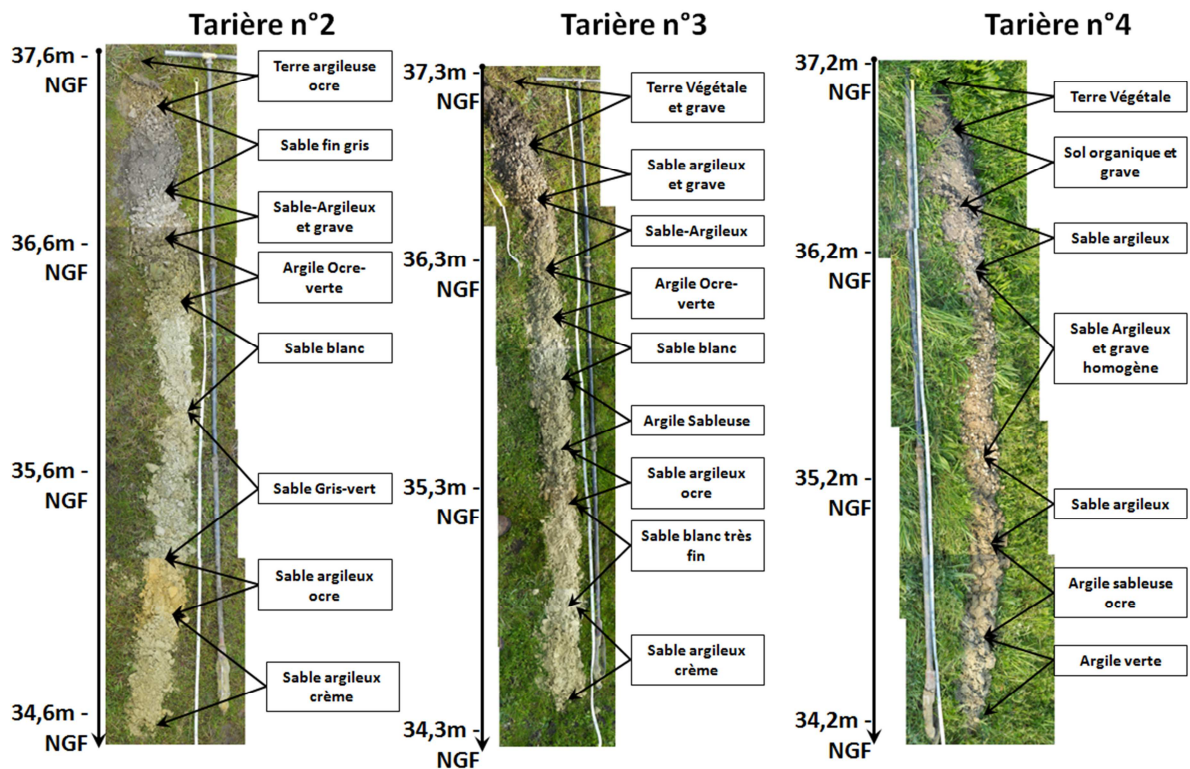 Tarière n°2
37,6m -
NGF
Terre argileuse
ocre
Sable fin gris
Sable-Argileux
et grave
36,6m -
NGF
Argile Ocre-
verte
Sable blanc
35,6m -
NGF
Sable Gris-vert
Sable argileux
ocre
Sable argileux
crème
34,6m -
NGF
Tarière n°3
37,3m -
NGF
Terre Végétale
et grave
Sable argileux
et grave
Sable-Argileux
36,3m -
NGF
Argile Ocre-
verte
Sable blanc
Argile Sableuse
Sable argileux
ocre
35,3m -
NGF
Sable blanc très
fin
Sable argileux
crème
34,3m -
NGF
Tarière n°4
37,2m -
NGF
Terre Végétale
Sol organique et
grave
Sable argileux
36,2m -
NGF
Sable Argileux
et grave
homogène
35,2m -
NGF
Sable argileux
Argile sableuse
ocre
Argile verte
34,2m -
NGF